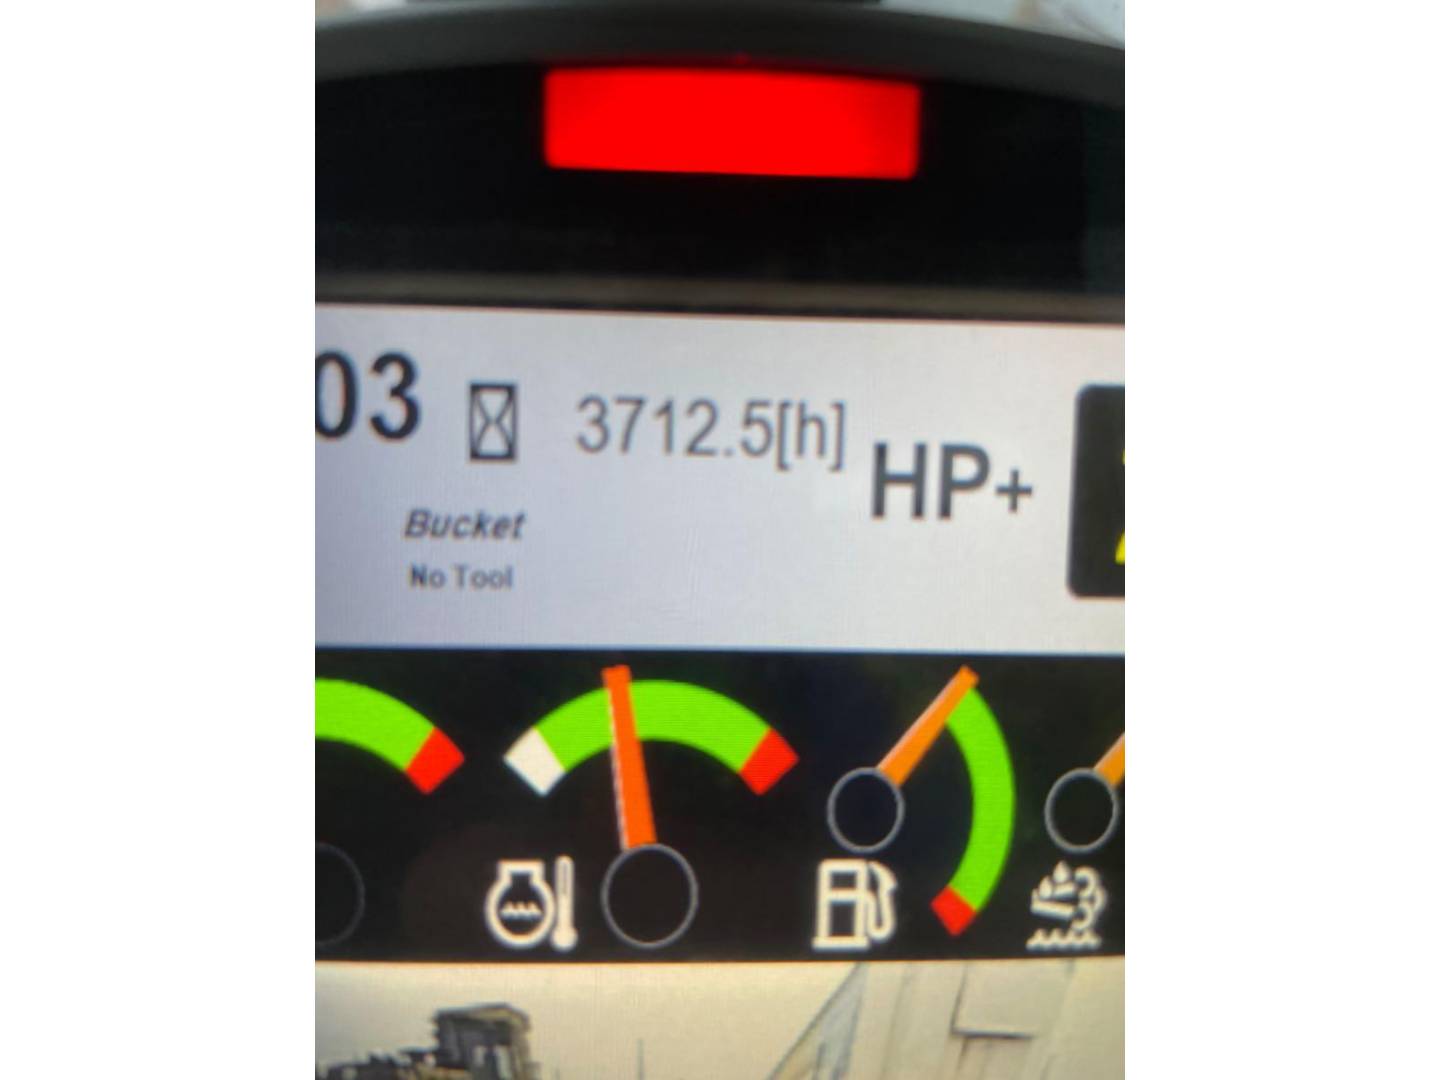 03 3712.5[h] HP+
Bucket
No Tool